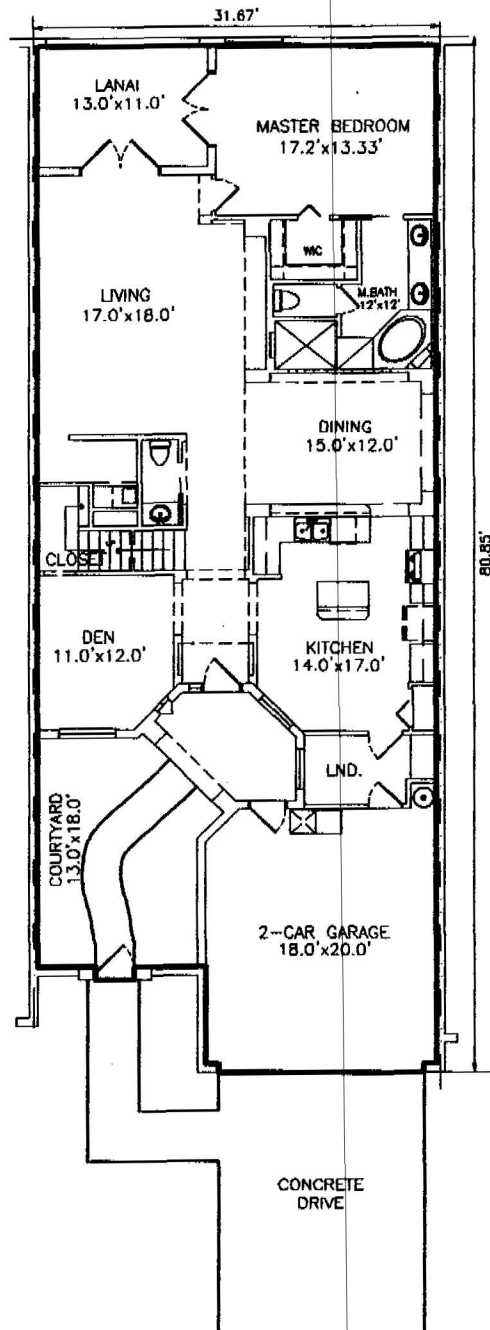 31.67'
LANAI
13.0'x11.0'
MASTER BEDROOM
17.2'x13.33'
WIC
LIVING
17.0'x18.0'
M.BATH
12'x12'
DINING
15.0'x12.0'
80.85'
CLOSET
DEN
11.0'x12.0'
KITCHEN
14.0'x17.0'
LND.
COURTYARD
13.0'x18.0'
2-CAR GARAGE
18.0'x20.0'
CONCRETE
DRIVE